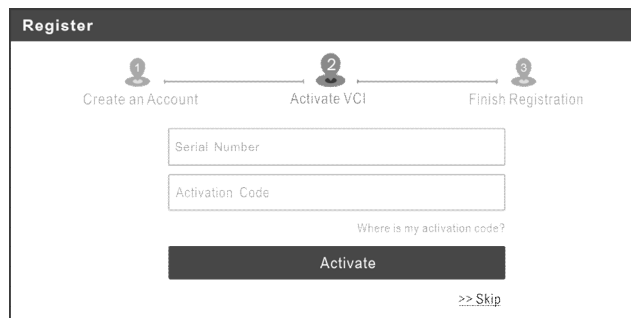 Register
1 2 3
Create an Account Activate VCI Finish Registration
Serial Number
Activation Code
Where is my activation code?
Activate
>> Skip